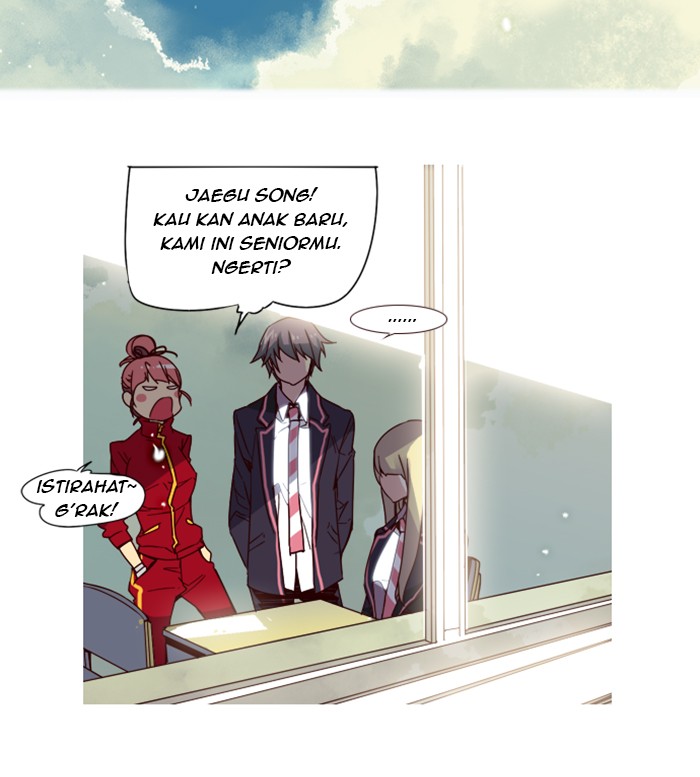 JAEGU SONG!
KAU KAN ANAK BARU,
KAMI INI SENIORMU.
NGERTI?
......
ISTIRAHAT~
G'RAK!